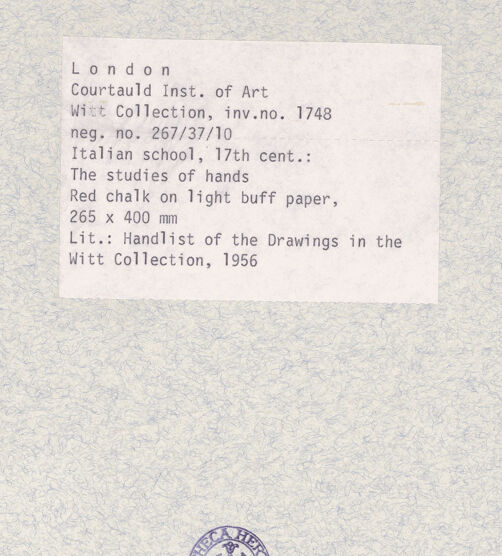 London
Courtauld Inst. of Art
Witt Collection, inv.no. 1748
neg. no. 267/37/10
Italian school, 17th cent.:
The studies of hands
Red chalk on light buff paper,
265 x 400 mm
Lit.: Handlist of the Drawings in the
Witt Collection, 1956